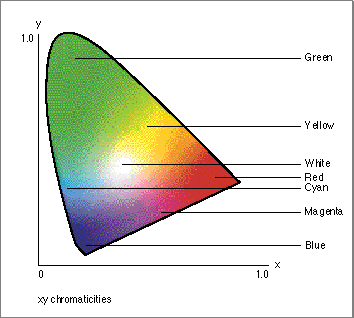 y
1.0
Green
Yellow
White
Red
Cyan
Magenta
Blue
0
1.0
x
xy chromaticities